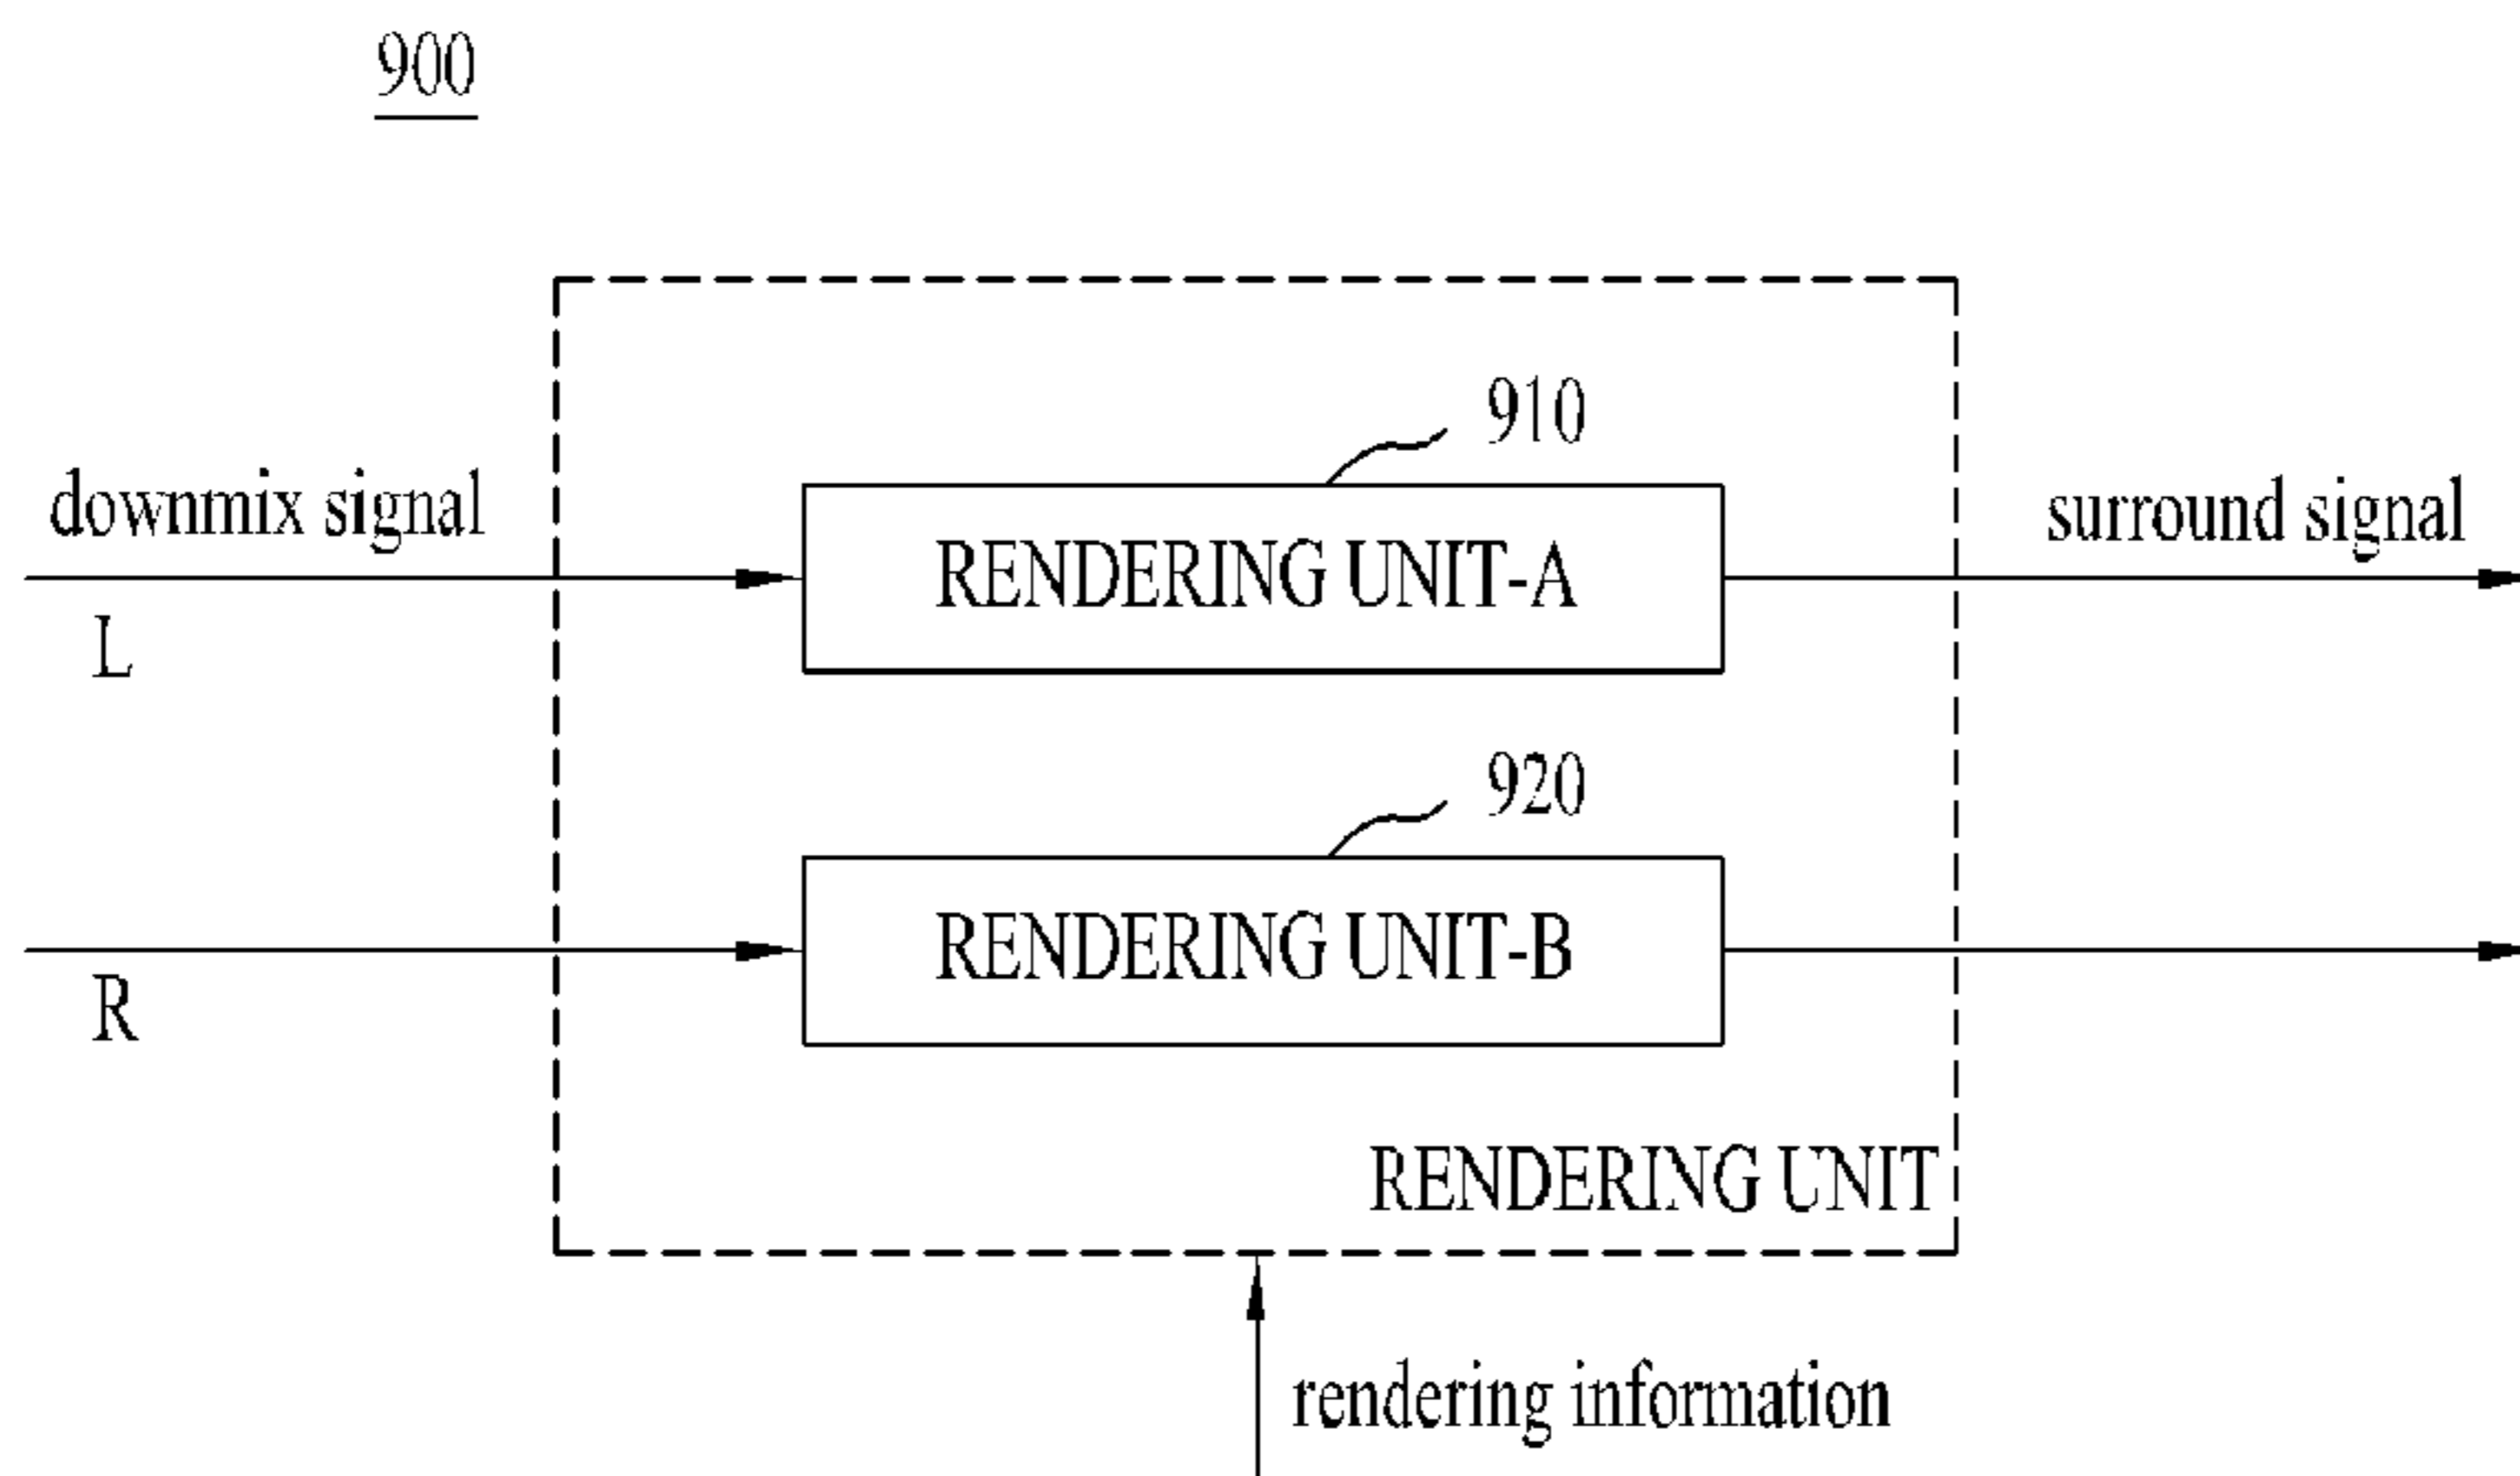 900
910
downmix signal
RENDERING UNIT-A
surround signal
L
920
RENDERING UNIT-B
R
RENDERING UNIT
rendering information